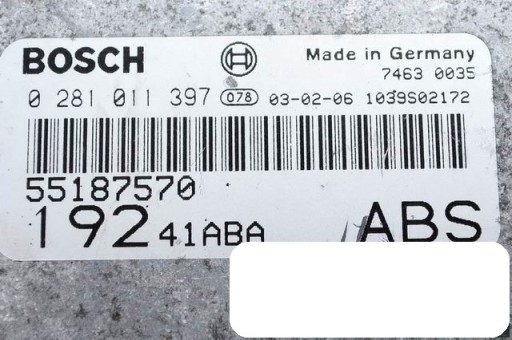 BOSCH Made in Germany
7463 0035
0 281 011 397 078 03-02-06 1039S02172
55187570
192 41ABA ABS